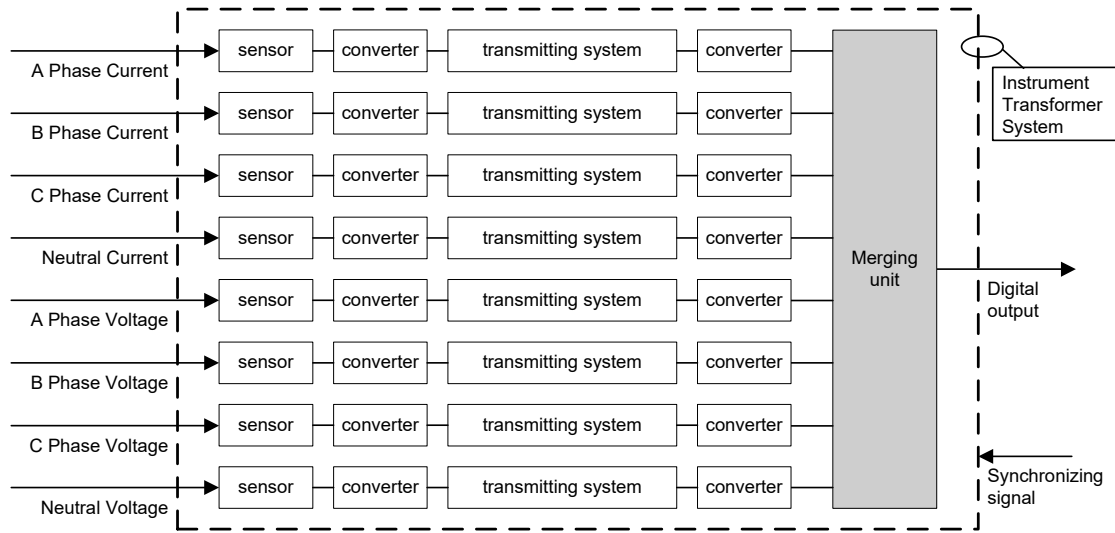 sensor converter transmitting system converter
A Phase Current
Instrument
Transformer
System
sensor converter transmitting system converter
B Phase Current
sensor converter transmitting system converter
C Phase Current
sensor converter transmitting system converter
Neutral Current
Merging
unit
Digital
output
sensor converter transmitting system converter
A Phase Voltage
sensor converter transmitting system converter
B Phase Voltage
sensor converter transmitting system converter
C Phase Voltage
Synchronizing
signal
sensor converter transmitting system converter
Neutral Voltage